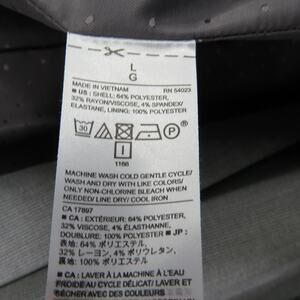 L
G
MADE IN VIETNAM RN 54023
■ US : SHELL: 64% POLYESTER,
32% RAYON/VISCOSE, 4% SPANDEX/
ELASTANE, LINING: 100% POLYESTER
30
P
I
1166
MACHINE WASH COLD GENTLE CYCLE/
WASH AND DRY WITH LIKE COLORS/
ONLY NON-CHLORINE BLEACH WHEN
NEEDED/ LINE DRY/ COOL IRON
CA 17897
■ CA : EXTÉRIEUR: 64% POLYESTER,
32% VISCOSE, 4% ÉLASTHANNE,
DOUBLURE: 100% POLYESTER ■ JP :
表地: 64% ポリエステル,
32% レーヨン, 4% ポリウレタン,
裏地: 100% ポリエステル
■ CA : LAVER À LA MACHINE À L'EAU
FROIDE AU CYCLE DÉLICAT/ LAVER ET
SÉCHER AVEC DES COULEURS